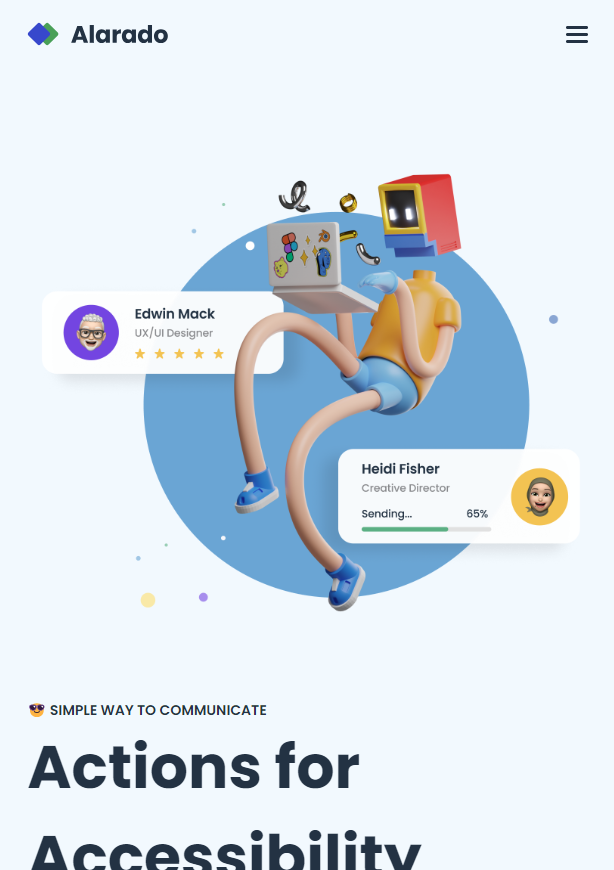 Alarado
Edwin Mack
UX/UI Designer
Heidi Fisher
Creative Director
Sending... 65%
SIMPLE WAY TO COMMUNICATE
Actions for
Accessibility